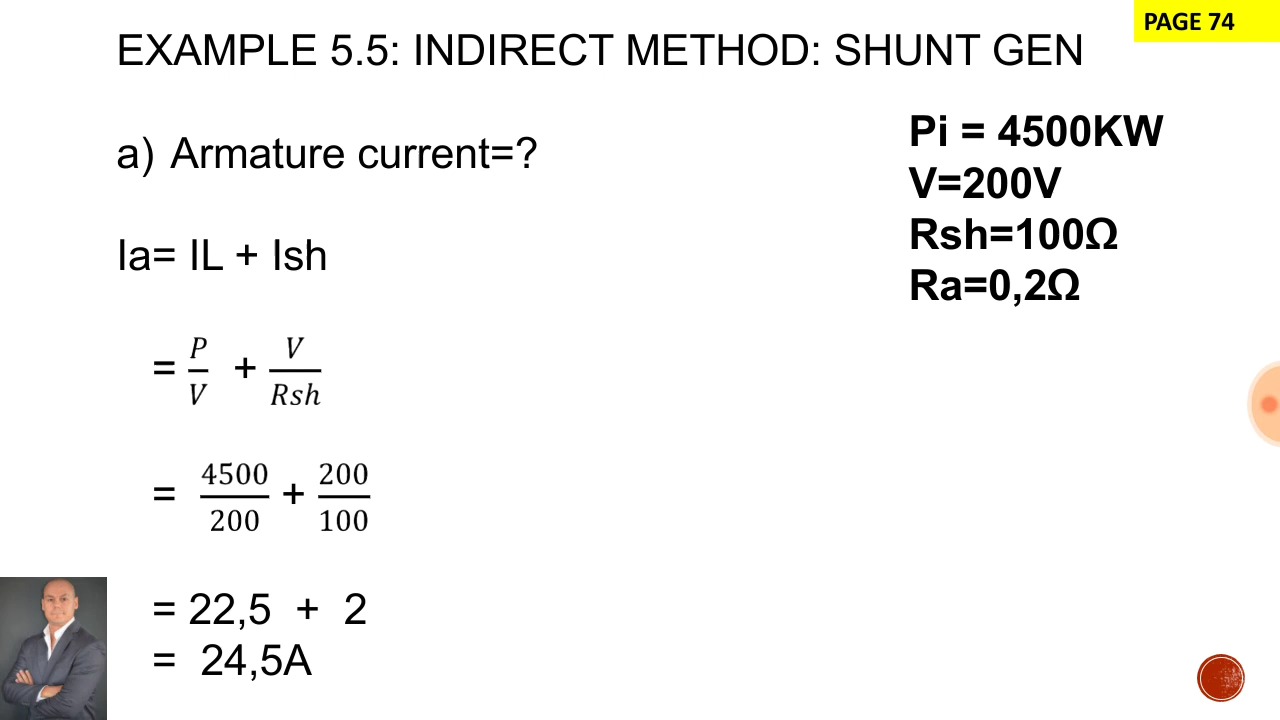 PAGE 74
EXAMPLE 5.5: INDIRECT METHOD: SHUNT GEN
a) Armature current=?
Ia= IL + Ish
= P/V + V/Rsh
= 4500/200 + 200/100
= 22,5 + 2
= 24,5A
Pi = 4500KW
V=200V
Rsh=100Ω
Ra=0,2Ω